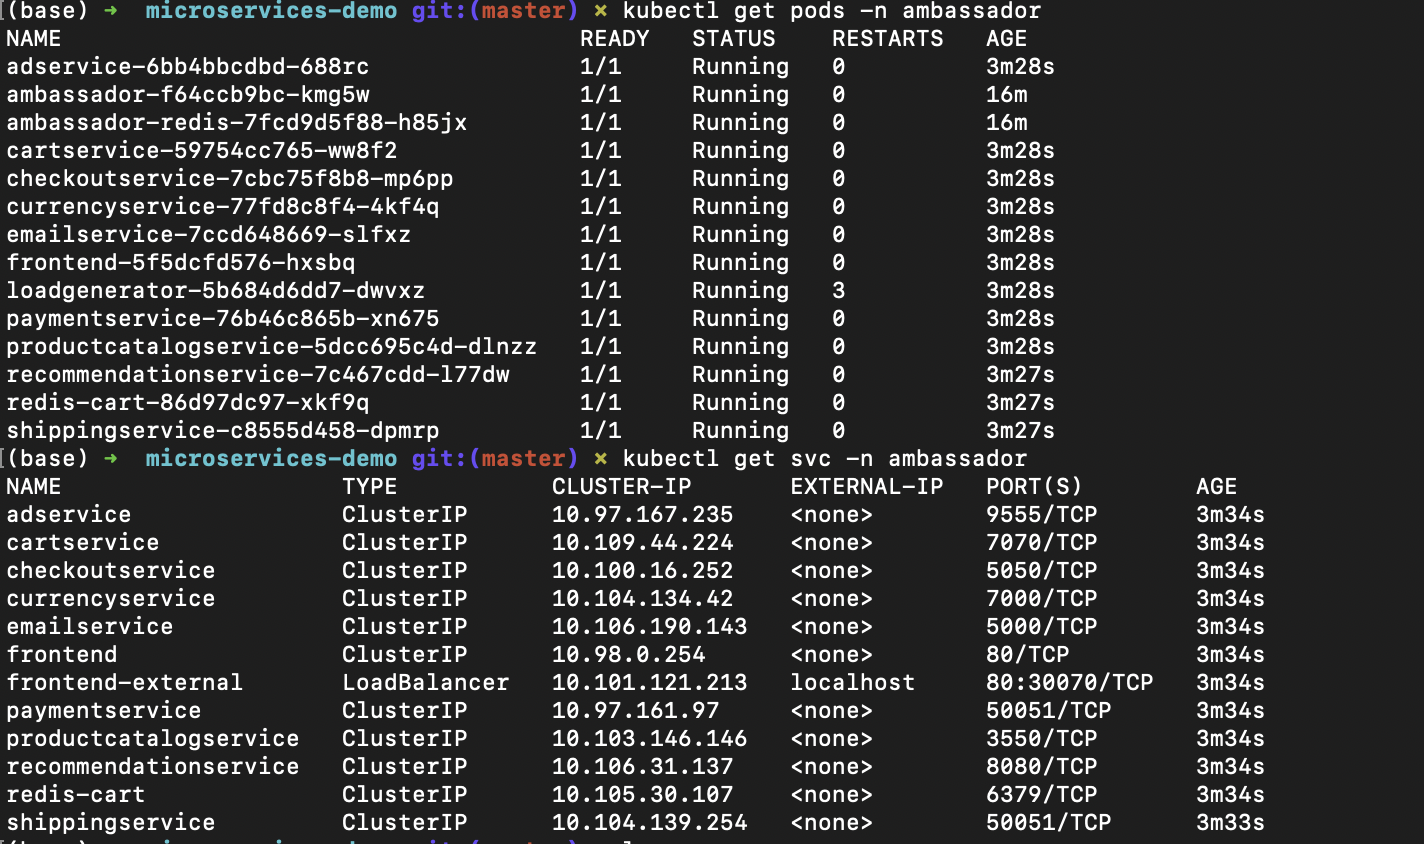 (base) ➜ microservices-demo git:(master) ✗ kubectl get pods -n ambassador
NAME READY STATUS RESTARTS AGE
adservice-6bb4bbcdbd-688rc 1/1 Running 0 3m28s
ambassador-f64ccb9bc-kmg5w 1/1 Running 0 16m
ambassador-redis-7fcd9d5f88-h85jx 1/1 Running 0 16m
cartservice-59754cc765-ww8f2 1/1 Running 0 3m28s
checkoutservice-7cbc75f8b8-mp6pp 1/1 Running 0 3m28s
currencyservice-77fd8c8f4-4kf4q 1/1 Running 0 3m28s
emailservice-7ccd648669-slfxz 1/1 Running 0 3m28s
frontend-5f5dcfd576-hxsbq 1/1 Running 0 3m28s
loadgenerator-5b684d6dd7-dwvxz 1/1 Running 3 3m28s
paymentservice-76b46c865b-xn675 1/1 Running 0 3m28s
productcatalogservice-5dcc695c4d-dlnzz 1/1 Running 0 3m28s
recommendationservice-7c467cdd-l77dw 1/1 Running 0 3m27s
redis-cart-86d97dc97-xkf9q 1/1 Running 0 3m27s
shippingservice-c8555d458-dpmrp 1/1 Running 0 3m27s
(base) ➜ microservices-demo git:(master) ✗ kubectl get svc -n ambassador
NAME TYPE CLUSTER-IP EXTERNAL-IP PORT(S) AGE
adservice ClusterIP 10.97.167.235 <none> 9555/TCP 3m34s
cartservice ClusterIP 10.109.44.224 <none> 7070/TCP 3m34s
checkoutservice ClusterIP 10.100.16.252 <none> 5050/TCP 3m34s
currencyservice ClusterIP 10.104.134.42 <none> 7000/TCP 3m34s
emailservice ClusterIP 10.106.190.143 <none> 5000/TCP 3m34s
frontend ClusterIP 10.98.0.254 <none> 80/TCP 3m34s
frontend-external LoadBalancer 10.101.121.213 localhost 80:30070/TCP 3m34s
paymentservice ClusterIP 10.97.161.97 <none> 50051/TCP 3m34s
productcatalogservice ClusterIP 10.103.146.146 <none> 3550/TCP 3m34s
recommendationservice ClusterIP 10.106.31.137 <none> 8080/TCP 3m34s
redis-cart ClusterIP 10.105.30.107 <none> 6379/TCP 3m34s
shippingservice ClusterIP 10.104.139.254 <none> 50051/TCP 3m33s